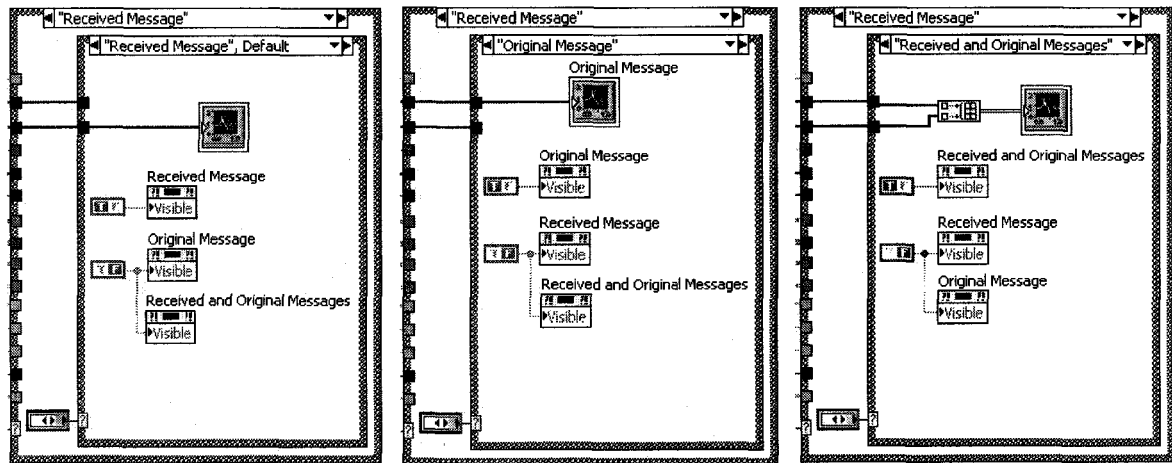 "Received Message"
"Received Message", Default
Received Message
T F
Visible
Original Message
F
Visible
Received and Original Messages
Visible
?
?
"Received Message"
"Original Message"
Original Message
Original Message
T F
Visible
Received Message
F
Visible
Received and Original Messages
Visible
?
?
"Received Message"
"Received and Original Messages"
Received and Original Messages
T F
Visible
Received Message
F
Visible
Original Message
Visible
?
?